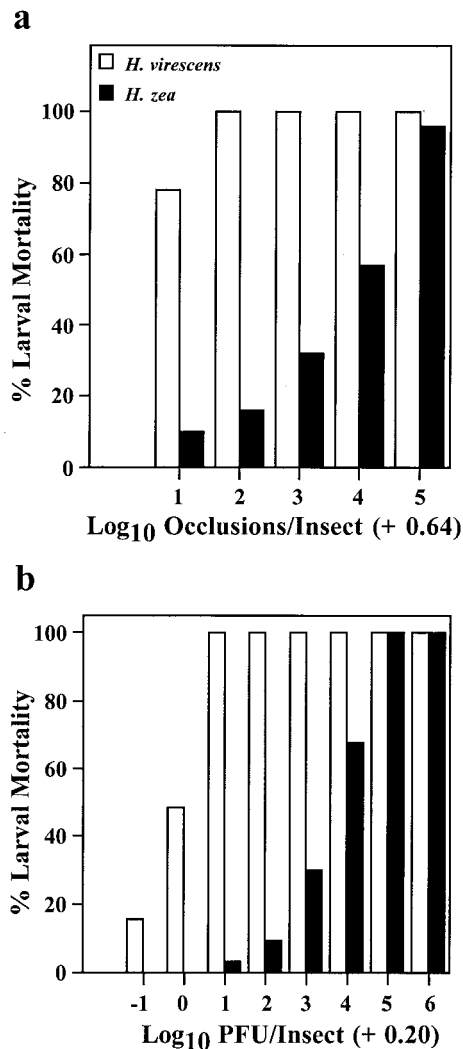 a
H. virescens
H. zea
100
80
60
40
20
0
% Larval Mortality
1 2 3 4 5
Log10 Occlusions/Insect (+ 0.64)
b
100
80
60
40
20
0
% Larval Mortality
-1 0 1 2 3 4 5 6
Log10 PFU/Insect (+ 0.20)